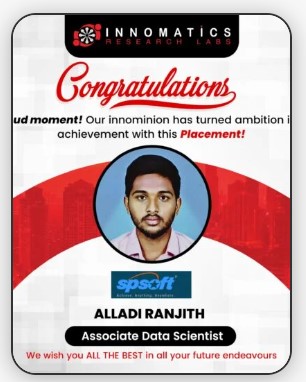 INNOMATICS
RESEARCH LABS
Congratulations
ud moment! Our innominion has turned ambition i
achievement with this Placement!
spsoft
ALLADI RANJITH
Associate Data Scientist
We wish you ALL THE BEST in all your future endeavours